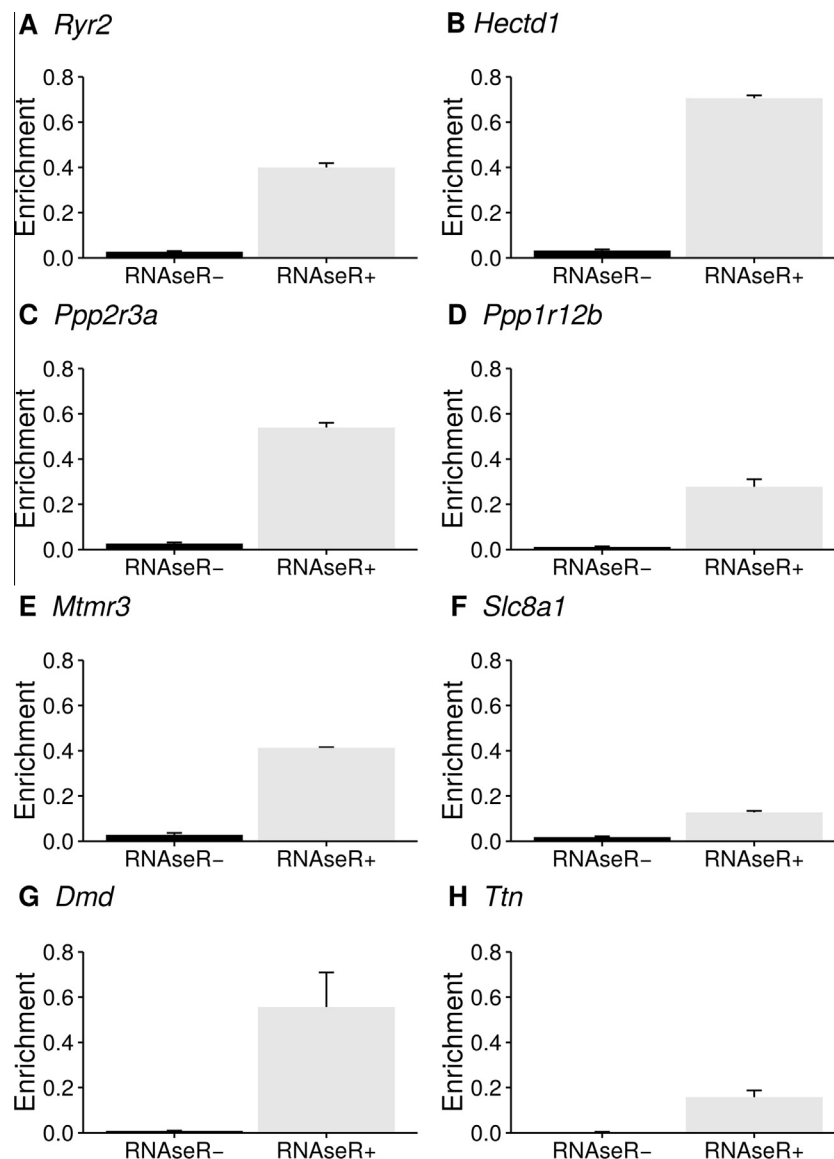 A Ryr2
B Hectd1
Enrichment
0.8
0.6
0.4
0.2
0.0
RNAseR− RNAseR+
Enrichment
0.8
0.6
0.4
0.2
0.0
RNAseR− RNAseR+
C Ppp2r3a
D Ppp1r12b
Enrichment
0.8
0.6
0.4
0.2
0.0
RNAseR− RNAseR+
Enrichment
0.8
0.6
0.4
0.2
0.0
RNAseR− RNAseR+
E Mtmr3
F Slc8a1
Enrichment
0.8
0.6
0.4
0.2
0.0
RNAseR− RNAseR+
Enrichment
0.8
0.6
0.4
0.2
0.0
RNAseR− RNAseR+
G Dmd
H Ttn
Enrichment
0.8
0.6
0.4
0.2
0.0
RNAseR− RNAseR+
Enrichment
0.8
0.6
0.4
0.2
0.0
RNAseR− RNAseR+